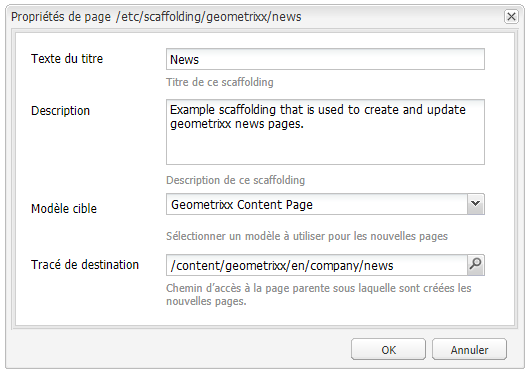 Propriétés de page /etc/scaffolding/geometrixx/news
Texte du titre
News
Titre de ce scaffolding
Description
Example scaffolding that is used to create and update
geometrixx news pages.
Description de ce scaffolding
Modèle cible
Geometrixx Content Page
Sélectionner un modèle à utiliser pour les nouvelles pages
Tracé de destination
/content/geometrixx/en/company/news
Chemin d'accès à la page parente sous laquelle sont créées les
nouvelles pages.
OK
Annuler